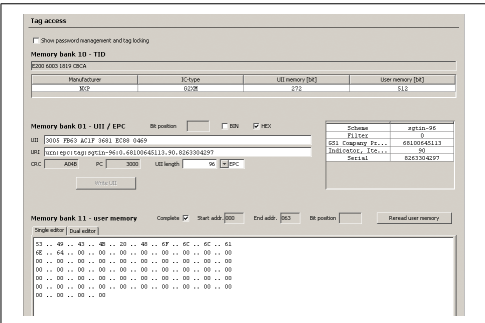 Tag access
Show password management and tag locking
Memory bank 10 - TID
E200 6003 1819 CBCA
Manufacturer IC-type UII memory [bit] User memory [bit]
NXP G2XM 272 512
Memory bank 01 - UII / EPC Bit position BIN HEX
UII 3005 FB63 AC1F 3681 EC88 0469
URI urn:epc:tag:sgtin-96:0.68100645113.90.8263304297
CRC A04B PC 3000 UII length 96 EPC
Write UII
Scheme sgtin-96
Filter 0
GS1 Company Pr... 68100645113
Indicator, Ite... 90
Serial 8263304297
Memory bank 11 - user memory Complete Start addr. 000 End addr. 063 Bit position Reread user memory
Single editor Dual editor
53 .. 49 .. 43 .. 4B .. 20 .. 48 .. 6F .. 6C .. 6C .. 61
6E .. 64 .. 00 .. 00 .. 00 .. 00 .. 00 .. 00 .. 00 .. 00
00 .. 00 .. 00 .. 00 .. 00 .. 00 .. 00 .. 00 .. 00 .. 00
00 .. 00 .. 00 .. 00 .. 00 .. 00 .. 00 .. 00 .. 00 .. 00
00 .. 00 .. 00 .. 00 .. 00 .. 00 .. 00 .. 00 .. 00 .. 00
00 .. 00 .. 00 .. 00 .. 00 .. 00 .. 00 .. 00 .. 00 .. 00
00 .. 00 .. 00 .. 00